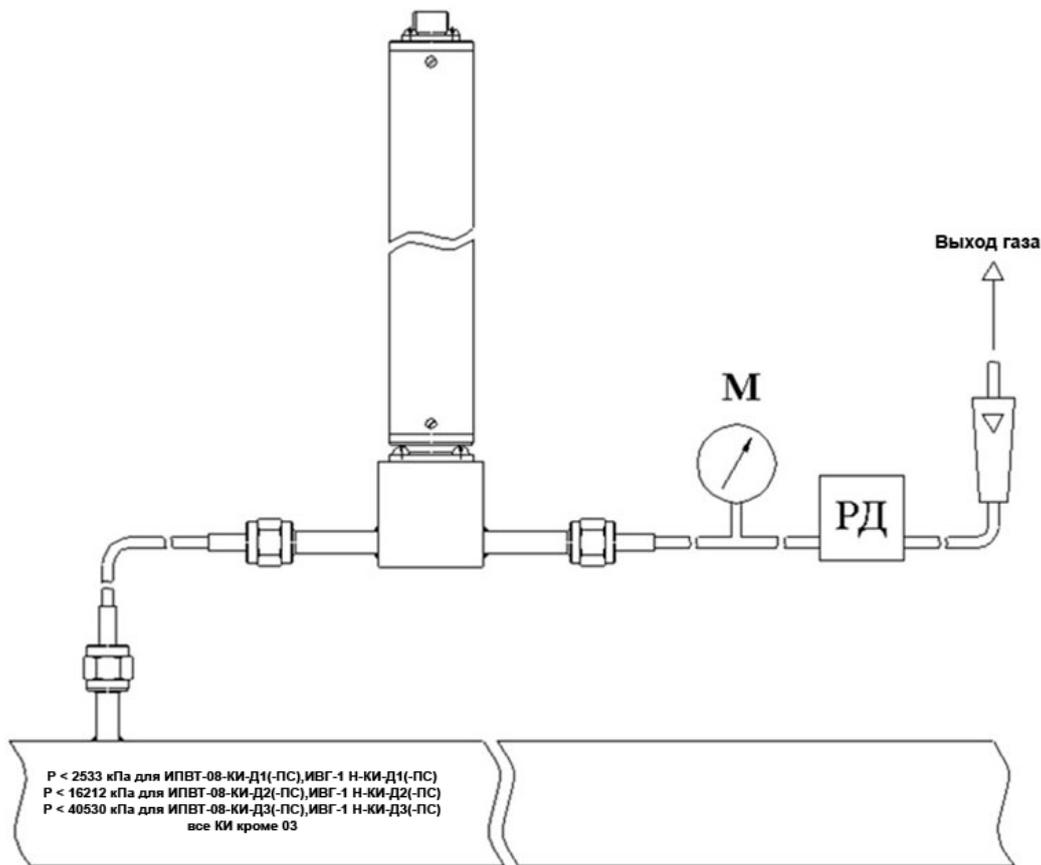 Выход газа
М
РД
Р < 2533 кПа для ИПВТ-08-КИ-Д1(-ПС),ИВГ-1 Н-КИ-Д1(-ПС)
Р < 16212 кПа для ИПВТ-08-КИ-Д2(-ПС),ИВГ-1 Н-КИ-Д2(-ПС)
Р < 40530 кПа для ИПВТ-08-КИ-Д3(-ПС),ИВГ-1 Н-КИ-Д3(-ПС)
все КИ кроме 03